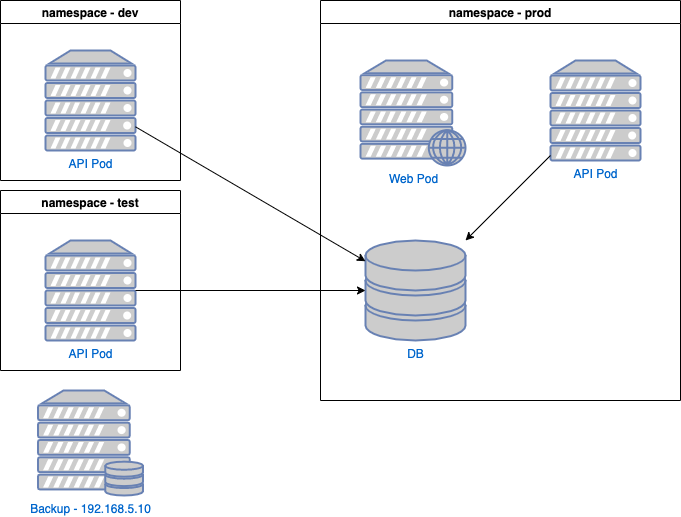 namespace - dev
API Pod
namespace - test
API Pod
Backup - 192.168.5.10
namespace - prod
Web Pod
API Pod
DB